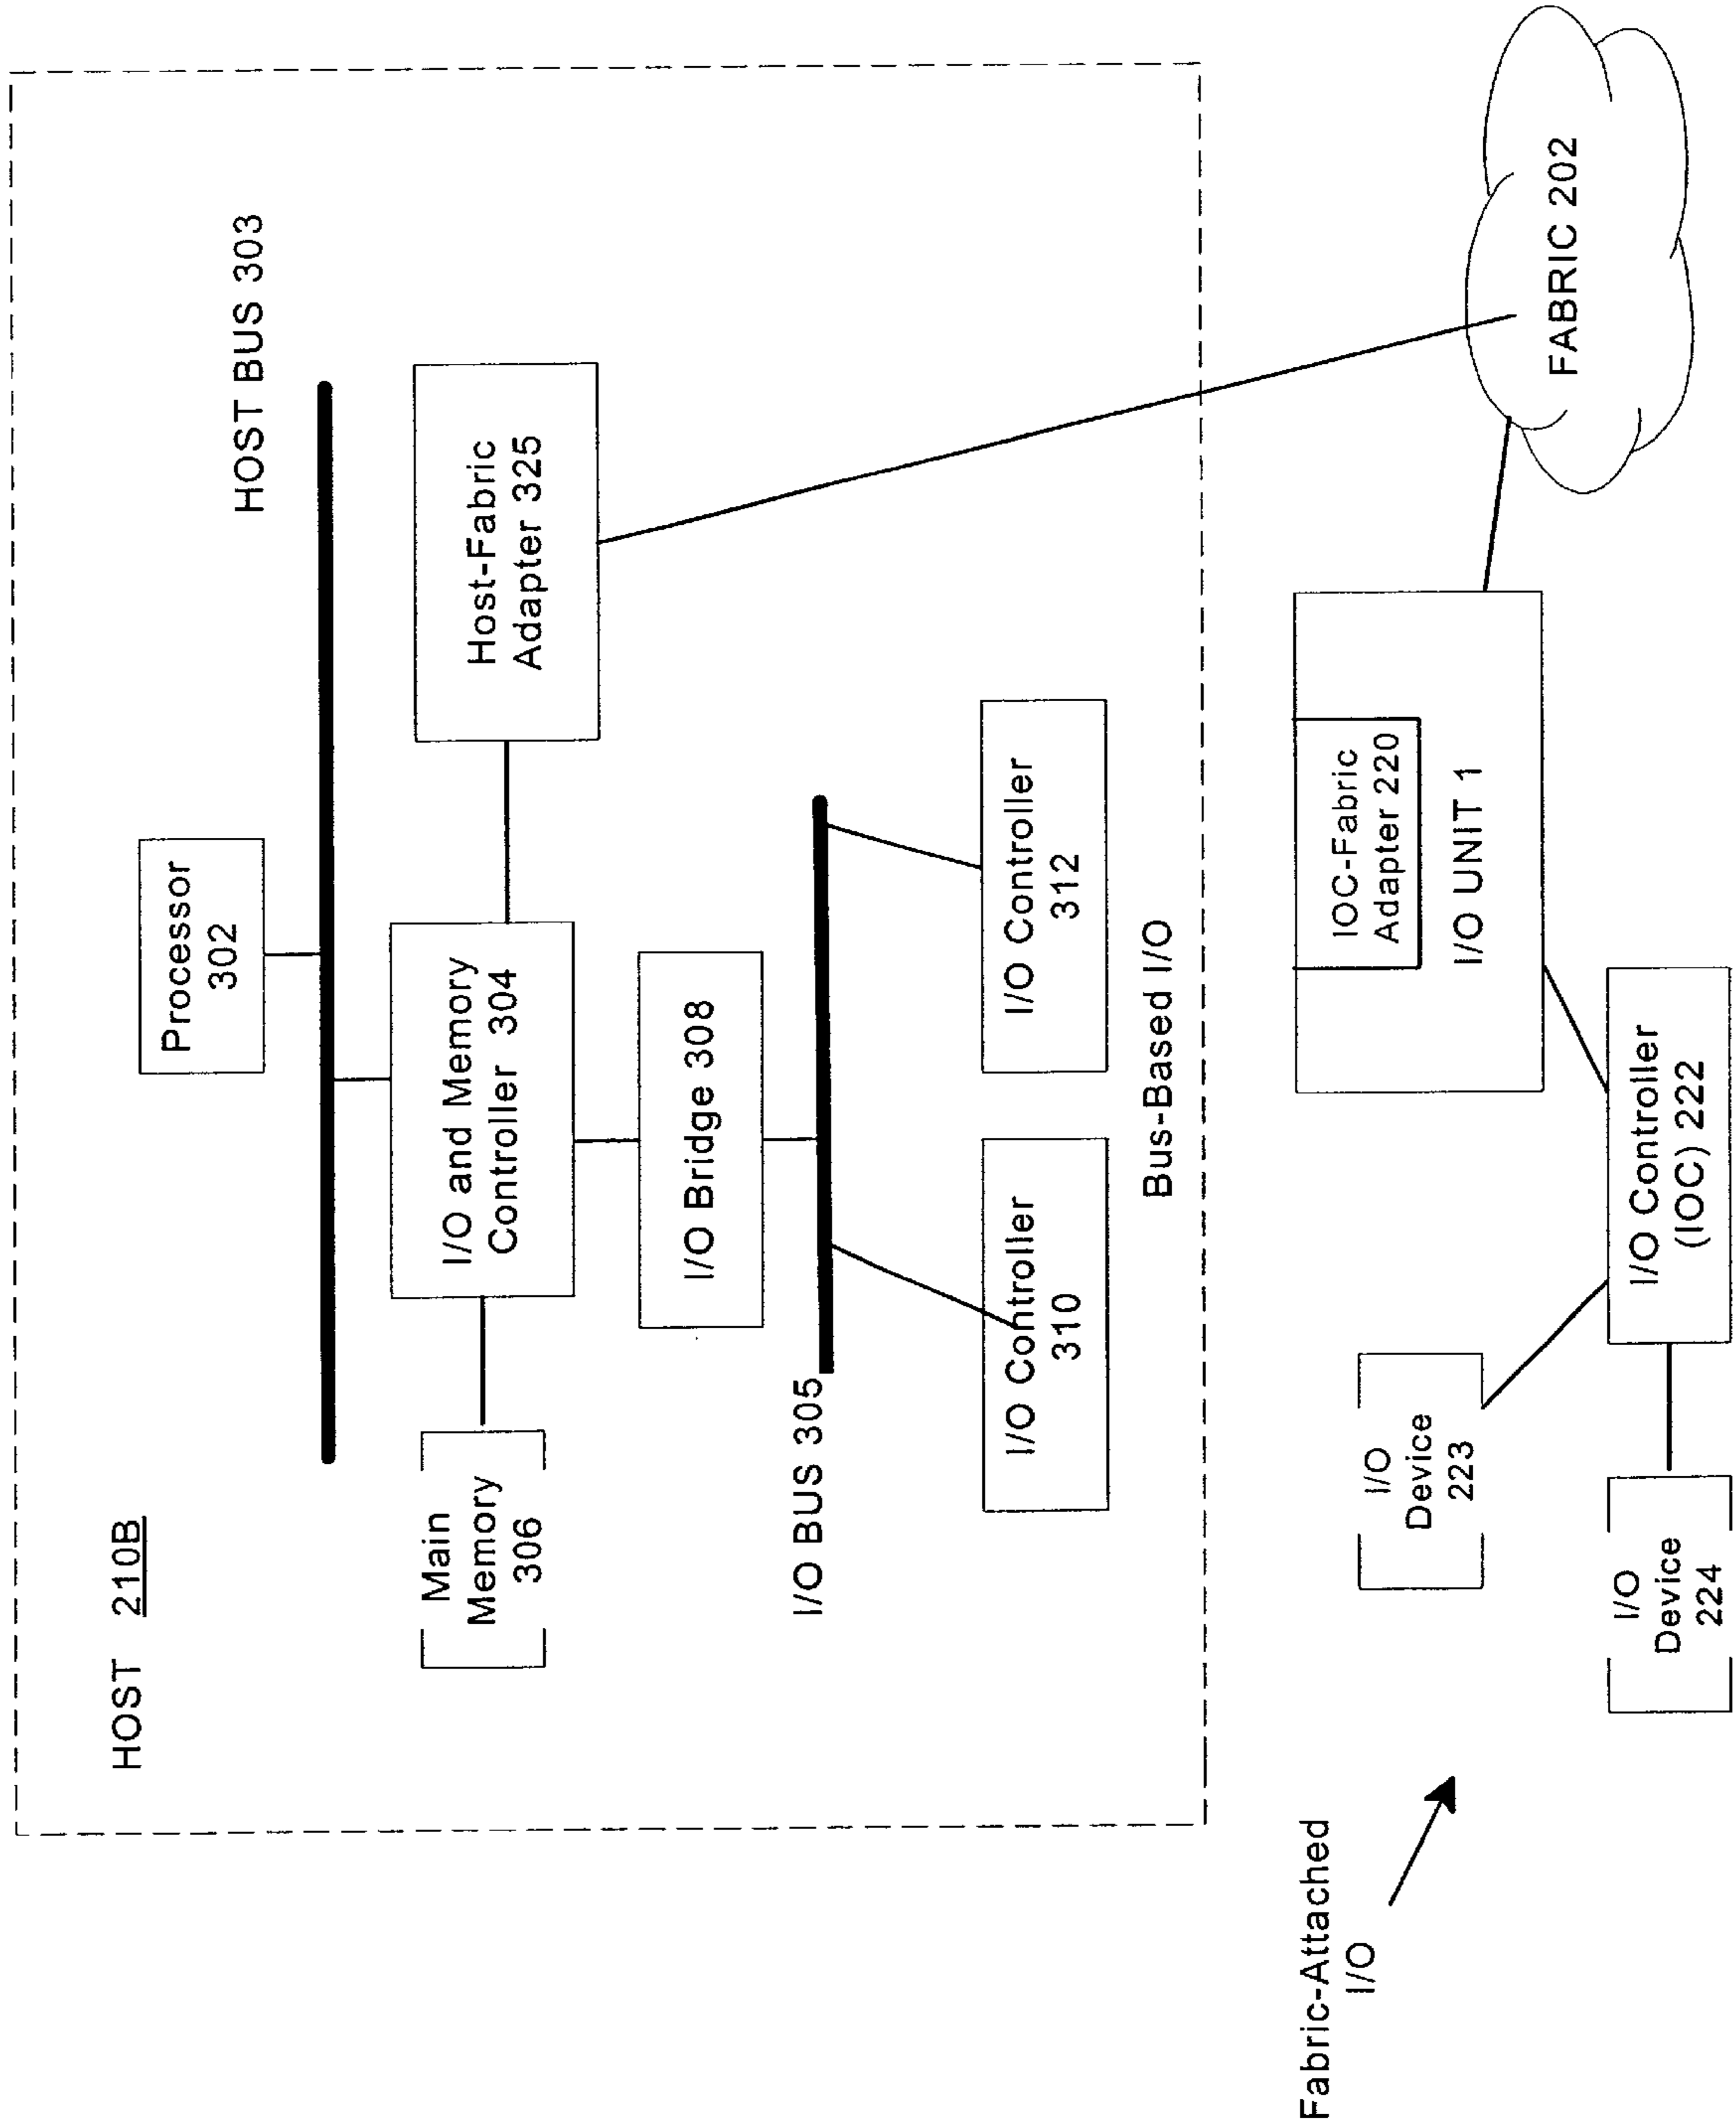 HOST 210B
Processor
302
HOST BUS 303
Main
Memory
306
I/O and Memory
Controller 304
Host-Fabric
Adapter 325
I/O Bridge 308
I/O BUS 305
I/O Controller
310
I/O Controller
312
Bus-Based I/O
Fabric-Attached
I/O
I/O
Device
223
IOC-Fabric
Adapter 220
I/O UNIT 1
FABRIC 202
I/O
Device
224
I/O Controller
(IOC) 222